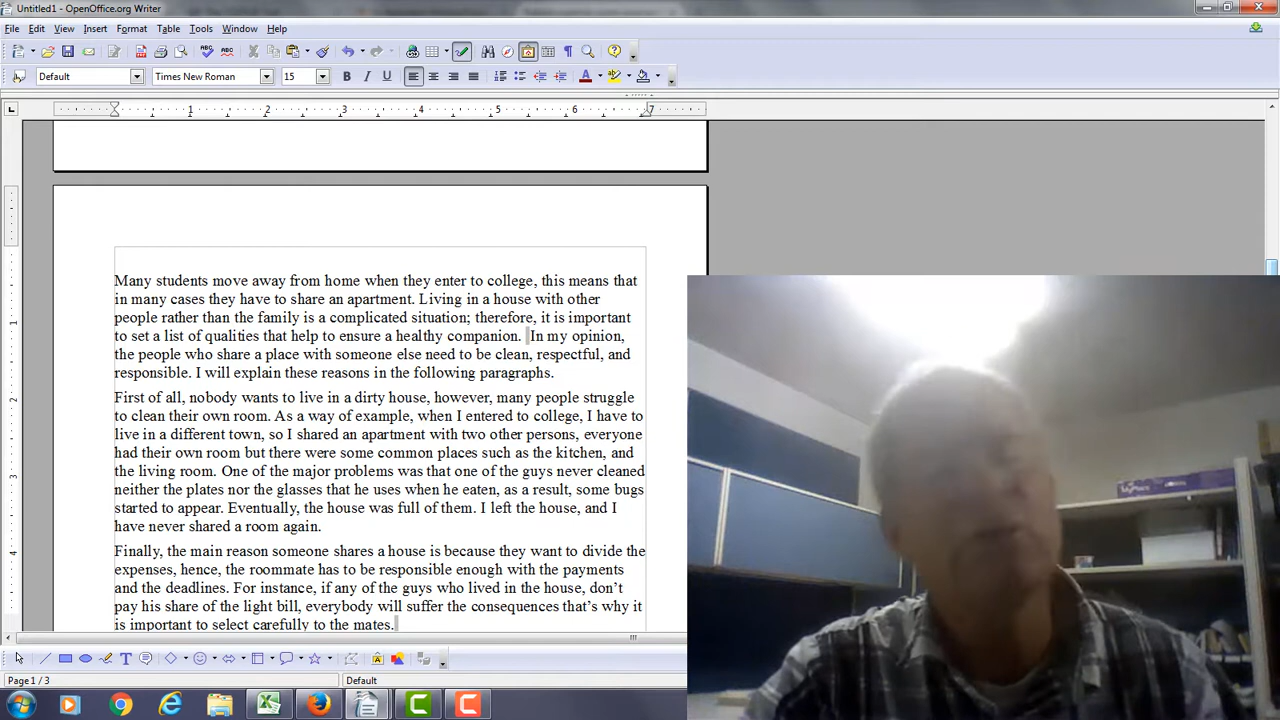 Untitled1 - OpenOffice.org Writer
File Edit View Insert Format Table Tools Window Help
Default Times New Roman 15
1 2 3 4 5 6 7
Many students move away from home when they enter to college, this means that
in many cases they have to share an apartment. Living in a house with other
people rather than the family is a complicated situation; therefore, it is important
to set a list of qualities that help to ensure a healthy companion. In my opinion,
the people who share a place with someone else need to be clean, respectful, and
responsible. I will explain these reasons in the following paragraphs.
First of all, nobody wants to live in a dirty house, however, many people struggle
to clean their own room. As a way of example, when I entered to college, I have to
live in a different town, so I shared an apartment with two other persons, everyone
had their own room but there were some common places such as the kitchen, and
the living room. One of the major problems was that one of the guys never cleaned
neither the plates nor the glasses that he uses when he eaten, as a result, some bugs
started to appear. Eventually, the house was full of them. I left the house, and I
have never shared a room again.
Finally, the main reason someone shares a house is because they want to divide the
expenses, hence, the roommate has to be responsible enough with the payments
and the deadlines. For instance, if any of the guys who lived in the house, don’t
pay his share of the light bill, everybody will suffer the consequences that’s why it
is important to select carefully to the mates.
1
2
3
4
Page 1 / 3 Default